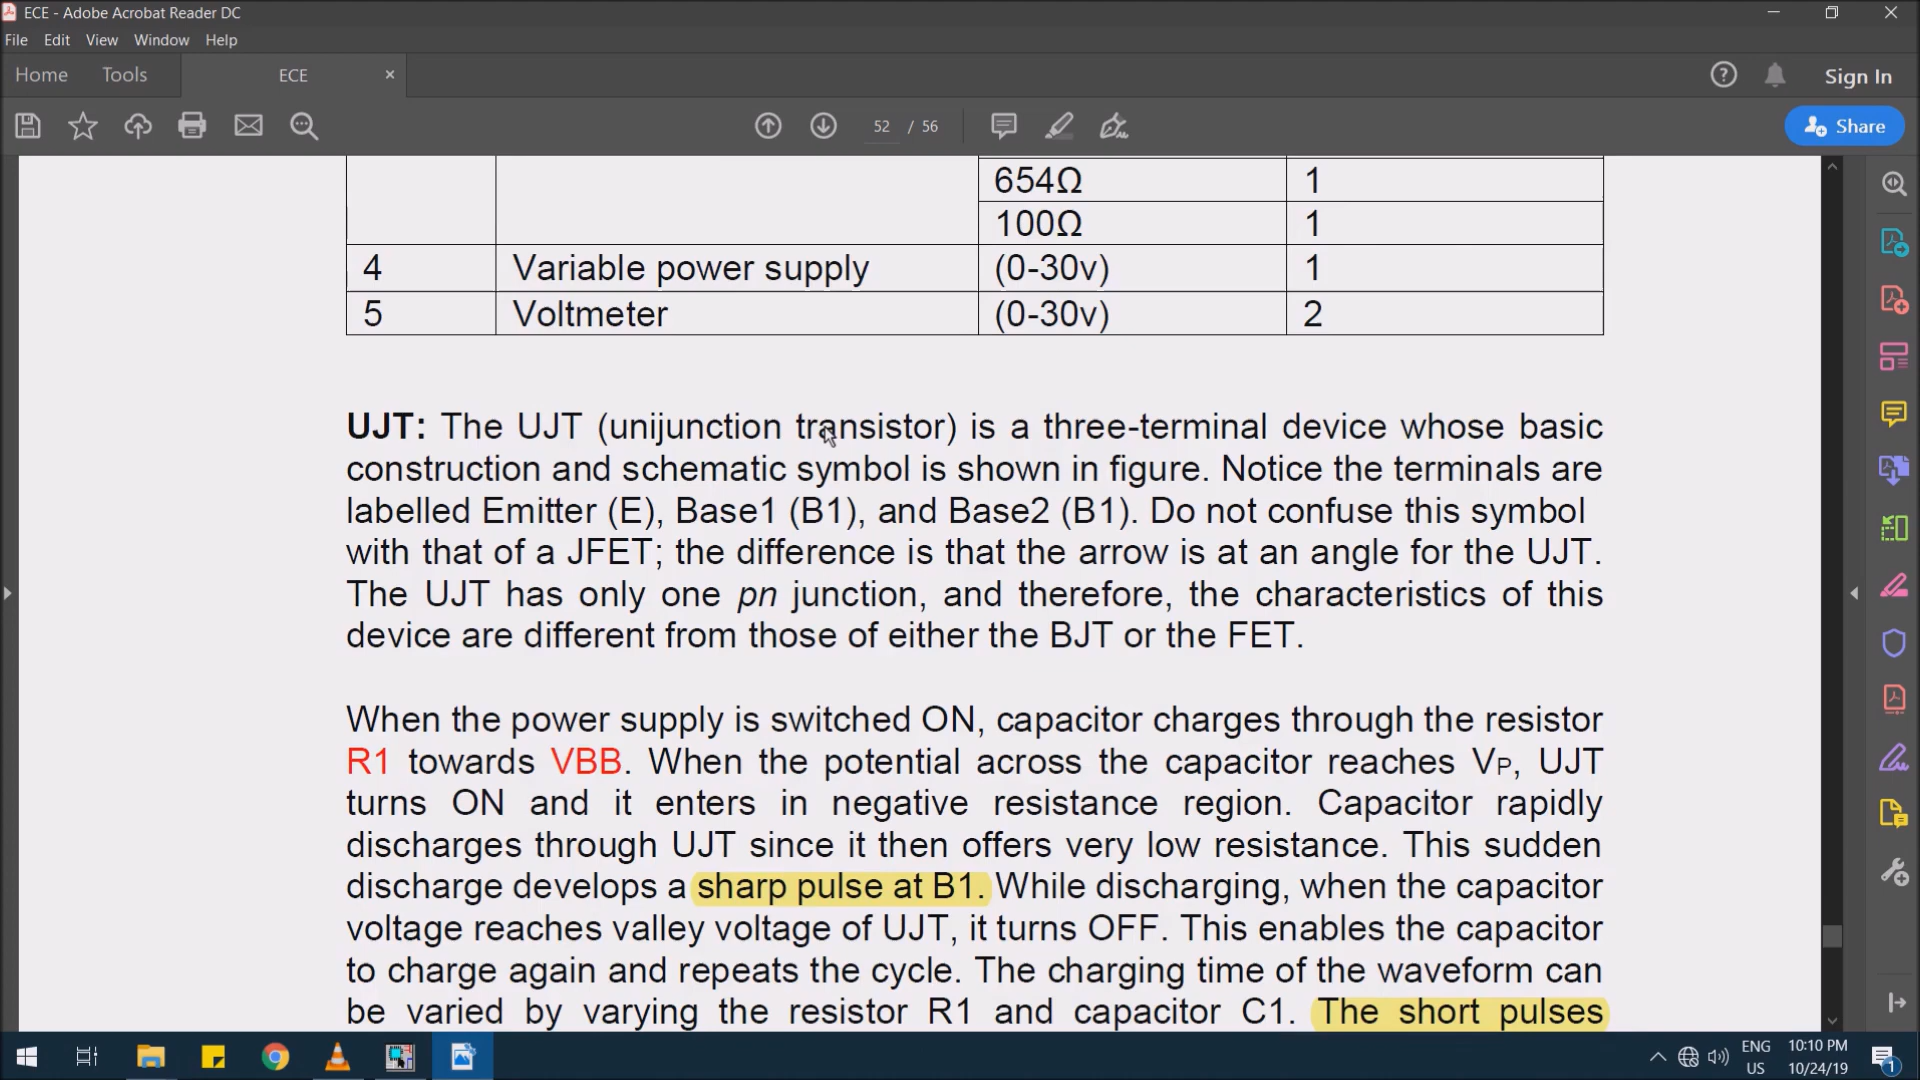 ECE - Adobe Acrobat Reader DC
File Edit View Window Help
Home Tools ECE × Sign In
52 / 56 Share
654Ω 1
100Ω 1
4 Variable power supply (0-30v) 1
5 Voltmeter (0-30v) 2
UJT: The UJT (unijunction transistor) is a three-terminal device whose basic
construction and schematic symbol is shown in figure. Notice the terminals are
labelled Emitter (E), Base1 (B1), and Base2 (B1). Do not confuse this symbol
with that of a JFET; the difference is that the arrow is at an angle for the UJT.
The UJT has only one pn junction, and therefore, the characteristics of this
device are different from those of either the BJT or the FET.
When the power supply is switched ON, capacitor charges through the resistor
R1 towards VBB. When the potential across the capacitor reaches VP, UJT
turns ON and it enters in negative resistance region. Capacitor rapidly
discharges through UJT since it then offers very low resistance. This sudden
discharge develops a sharp pulse at B1. While discharging, when the capacitor
voltage reaches valley voltage of UJT, it turns OFF. This enables the capacitor
to charge again and repeats the cycle. The charging time of the waveform can
be varied by varying the resistor R1 and capacitor C1. The short pulses
ENG 10:10 PM
US 10/24/19 1